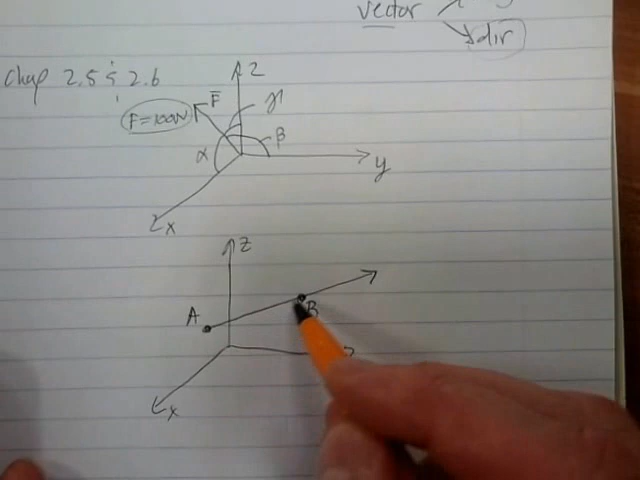 vector
dir
Chap 2.5 & 2.6
z
F̄
γ
F=100N
β
α
y
x
z
A
B
x